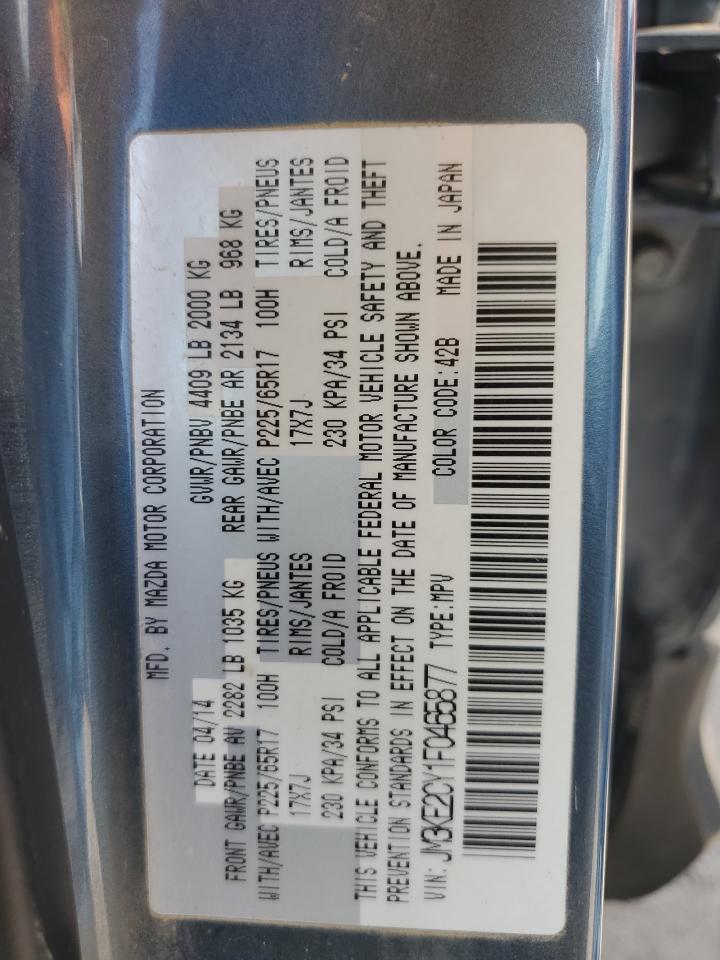 MFD. BY MAZDA MOTOR CORPORATION
DATE 04/14 GVWR/PNBV 4409 LB 2000 KG
FRONT GAWR/PNBE AV 2282 LB 1035 KG REAR GAWR/PNBE AR 2134 LB 968 KG
WITH/AVEC P225/65R17 100H TIRES/PNEUS WITH/AVEC P225/65R17 100H TIRES/PNEUS
17X7J RIMS/JANTES 17X7J RIMS/JANTES
230 KPA/34 PSI COLD/A FROID 230 KPA/34 PSI COLD/A FROID
THIS VEHICLE CONFORMS TO ALL APPLICABLE FEDERAL MOTOR VEHICLE SAFETY AND THEFT
PREVENTION STANDARDS IN EFFECT ON THE DATE OF MANUFACTURE SHOWN ABOVE.
VIN: JM3KE2CY1F0465877 TYPE:MPV COLOR CODE:42B MADE IN JAPAN